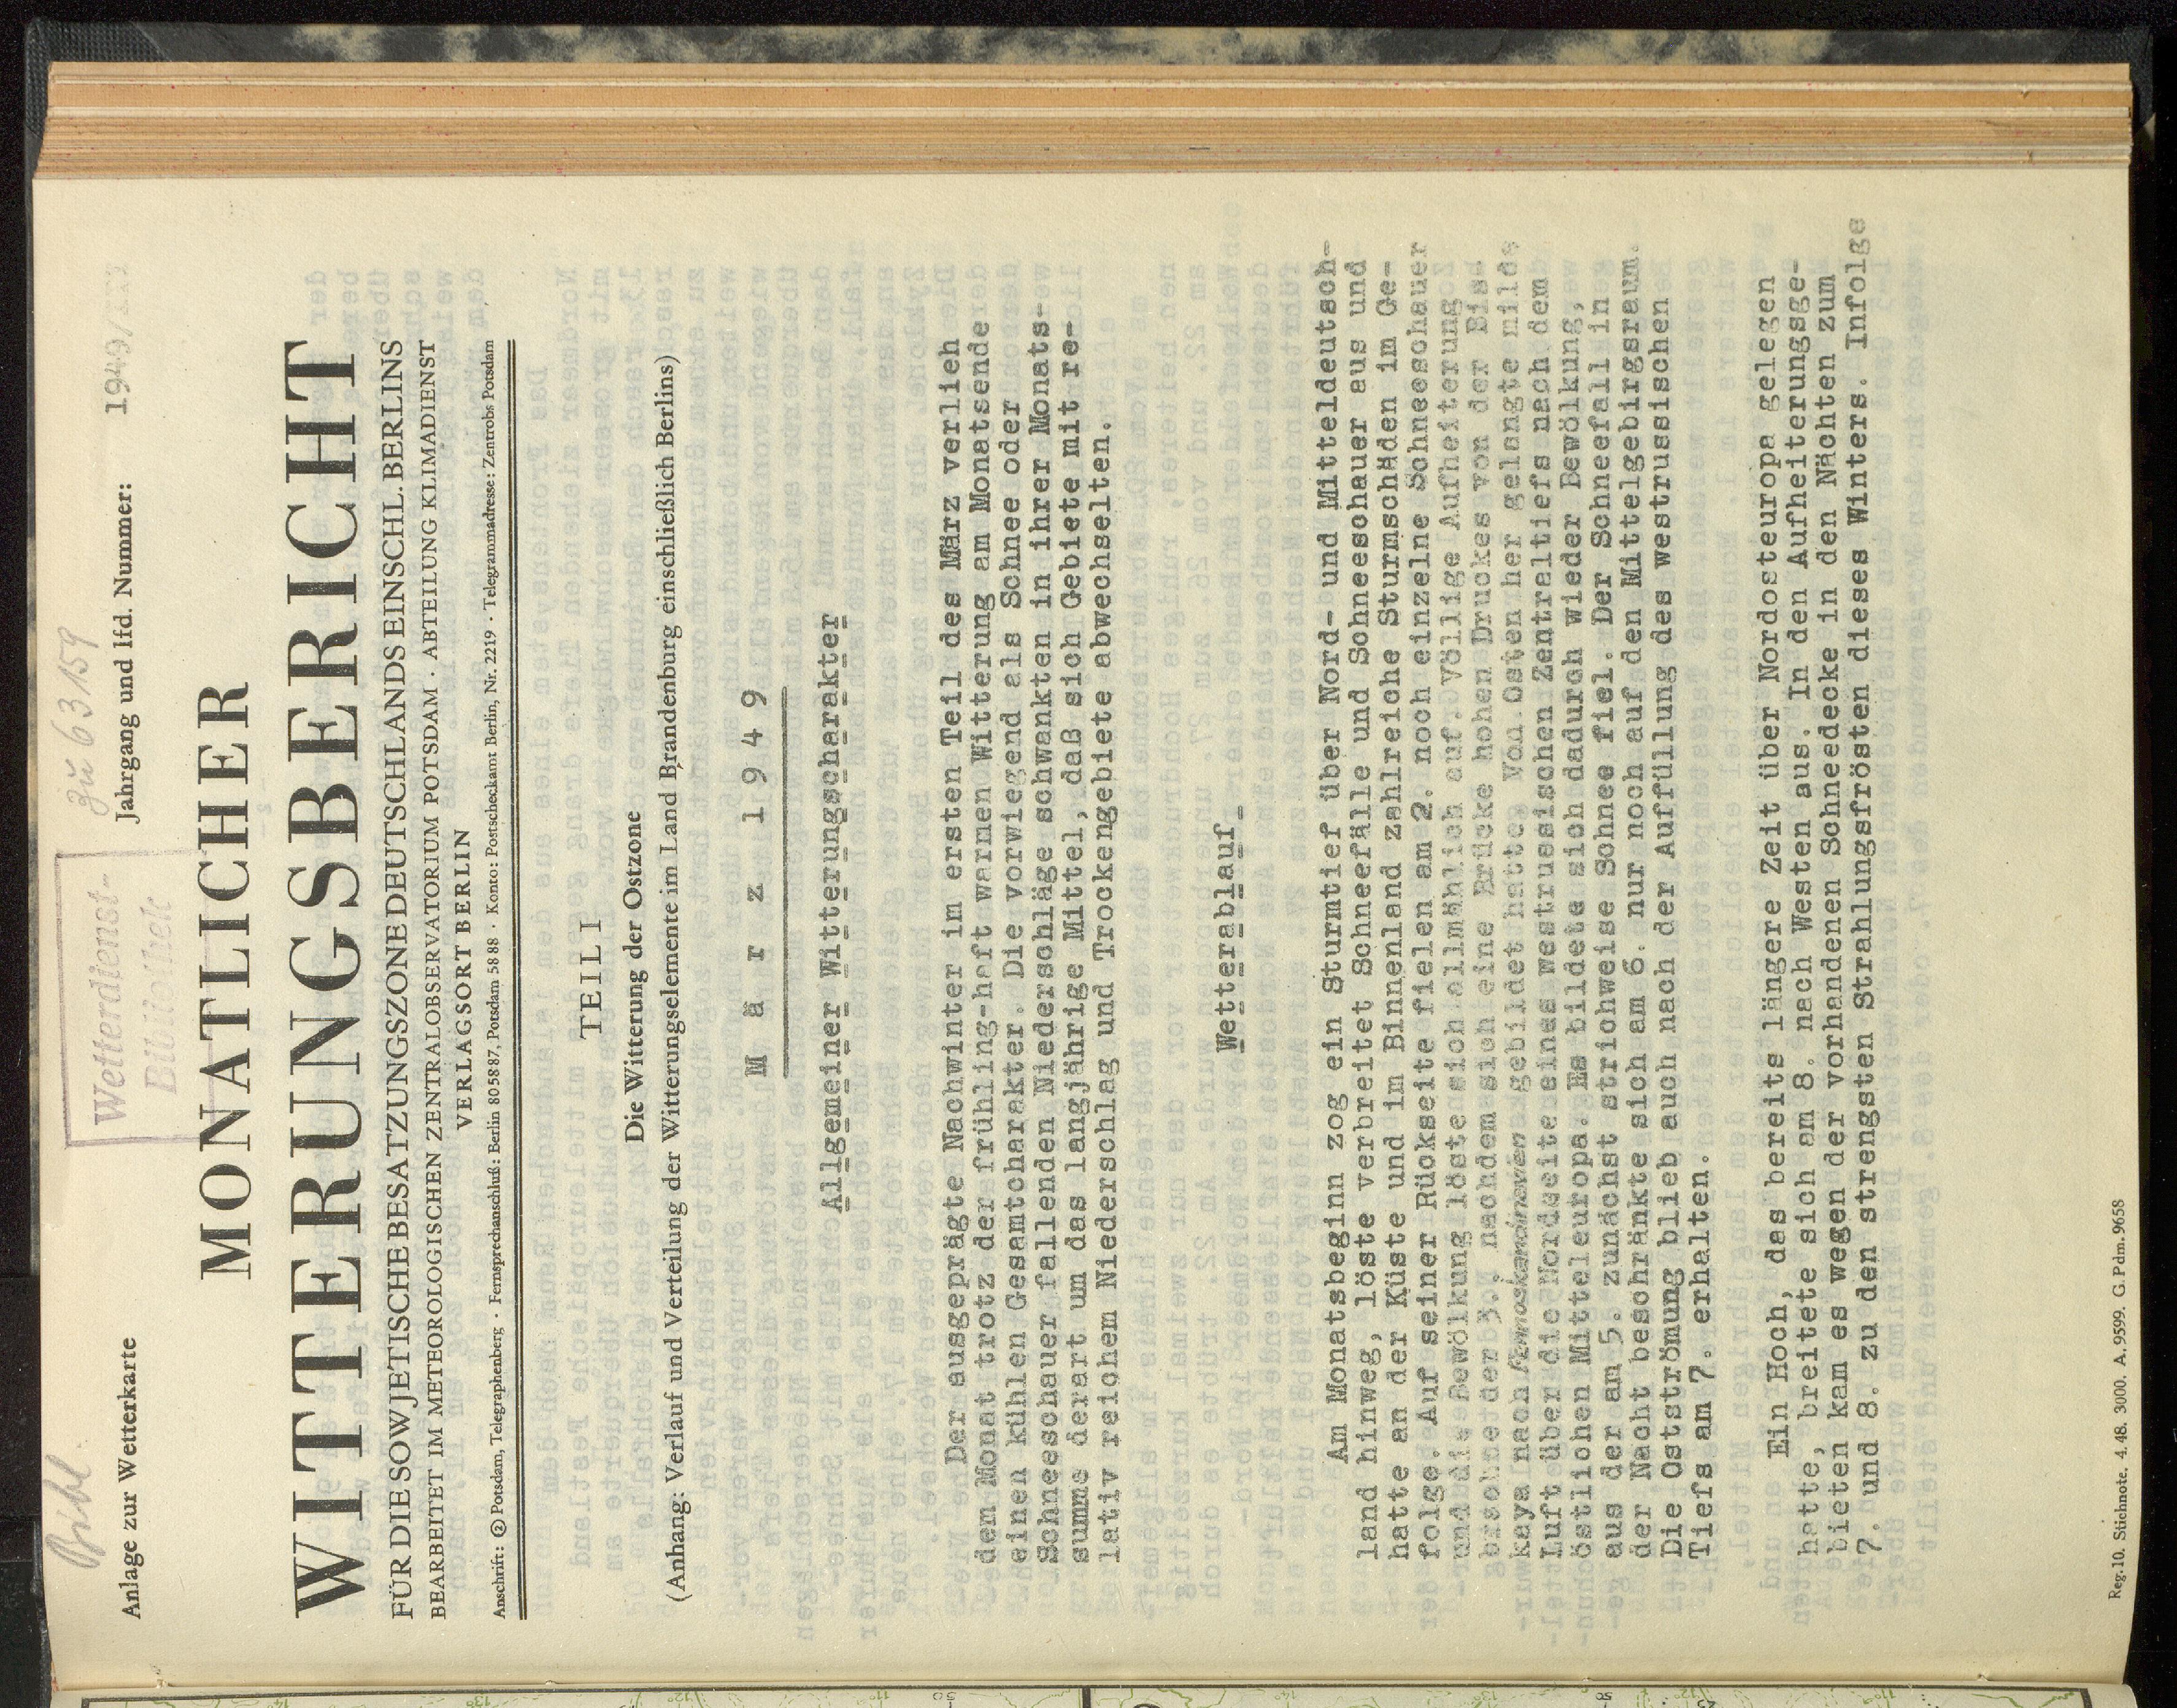 Bibl.
zu 63159
Wetterdienst-
Bibliothek
Anlage zur Wetterkarte
Jahrgang und lfd. Nummer: 1949/III
MONATLICHER
WITTERUNGSBERICHT
FÜR DIE SOWJETISCHE BESATZUNGSZONE DEUTSCHLANDS EINSCHL. BERLINS
BEARBEITET IM METEOROLOGISCHEN ZENTRALOBSERVATORIUM POTSDAM · ABTEILUNG KLIMADIENST
VERLAGSORT BERLIN
Anschrift: ② Potsdam, Telegraphenberg · Fernsprechanschluß: Berlin 80 58 87, Potsdam 58 88 · Konto: Postscheckamt Berlin, Nr. 2219 · Telegrammadresse: Zentrobs Potsdam
TEIL I
Die Witterung der Ostzone
(Anhang: Verlauf und Verteilung der Witterungselemente im Land Brandenburg einschließlich Berlins)
M ä r z 1 9 4 9
Allgemeiner Witterungscharakter
Der ausgeprägte Nachwinter im ersten Teil des März verlieh
dem Monat trotz der frühling-haft warmen Witterung am Monatsende
einen kühlen Gesamtcharakter. Die vorwiegend als Schnee oder
Schneeschauer fallenden Niederschläge schwankten in ihrer Monats-
summe derart um das langjährige Mittel, daß sich Gebiete mit re-
lativ reichem Niederschlag und Trockengebiete abwechselten.
Wetterablauf
Am Monatsbeginn zog ein Sturmtief über Nord- und Mitteldeutsch-
land hinweg, löste verbreitet Schneefälle und Schneeschauer aus und
hatte an der Küste und im Binnenland zahlreiche Sturmschäden im Ge-
folge. Auf seiner Rückseite fielen am 2. noch einzelne Schneeschauer
und die Bewölkung löste sich allmählich auf. Völlige Aufheiterung
brachte der 3., nachdem sich eine Brücke hohen Druckes von der Bis-
kaya nach Fennoskandinavien gebildet hatte. Von Osten her gelangte milde
Luft über die Nordseite eines westrussischen Zentraltiefs nach dem
östlichen Mitteleuropa. Es bildete sich dadurch wieder Bewölkung,
aus der am 5. zunächst strichweise Schnee fiel. Der Schneefall in
der Nacht beschränkte sich am 6. nur noch auf den Mittelgebirgsraum.
Die Ostströmung blieb auch nach der Auffüllung des westrussischen
Tiefs am 7. erhalten.
Ein Hoch, das bereits längere Zeit über Nordosteuropa gelegen
hatte, breitete sich am 8. nach Westen aus. In den Aufheiterungsge-
bieten kam es wegen der vorhandenen Schneedecke in den Nächten zum
7. und 8. zu den strengsten Strahlungsfrösten dieses Winters. Infolge
Reg. 10. Stichnote. 4. 48. 3000. A. 9599. G. Pdm. 9658